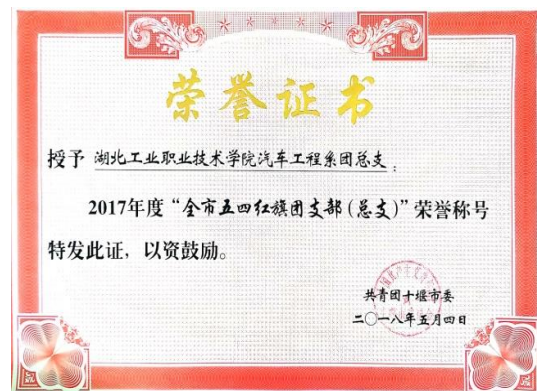 荣誉证书
授予 湖北工业职业技术学院汽车工程系团总支：
2017年度“全市五四红旗团支部（总支）”荣誉称号
特发此证，以资鼓励。
共青团十堰市委
二〇一八年五月四日